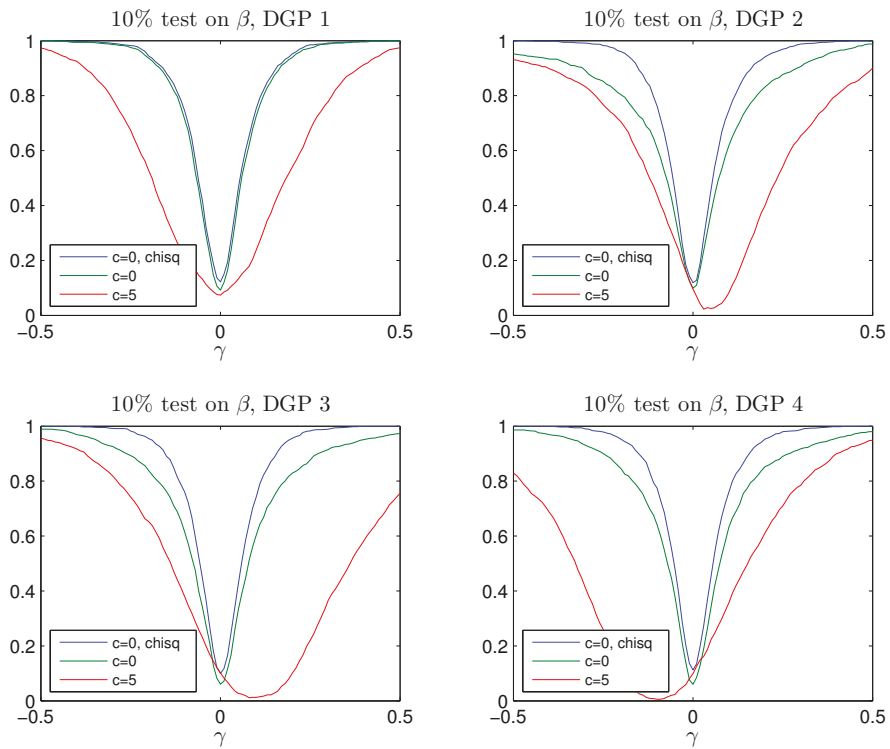 10% test on β, DGP 1
1
0.8
0.6
0.4
0.2
0
c=0, chisq
c=0
c=5
−0.5
0
0.5
γ
10% test on β, DGP 2
1
0.8
0.6
0.4
0.2
0
c=0, chisq
c=0
c=5
−0.5
0
0.5
γ
10% test on β, DGP 3
1
0.8
0.6
0.4
0.2
0
c=0, chisq
c=0
c=5
−0.5
0
0.5
γ
10% test on β, DGP 4
1
0.8
0.6
0.4
0.2
0
c=0, chisq
c=0
c=5
−0.5
0
0.5
γ